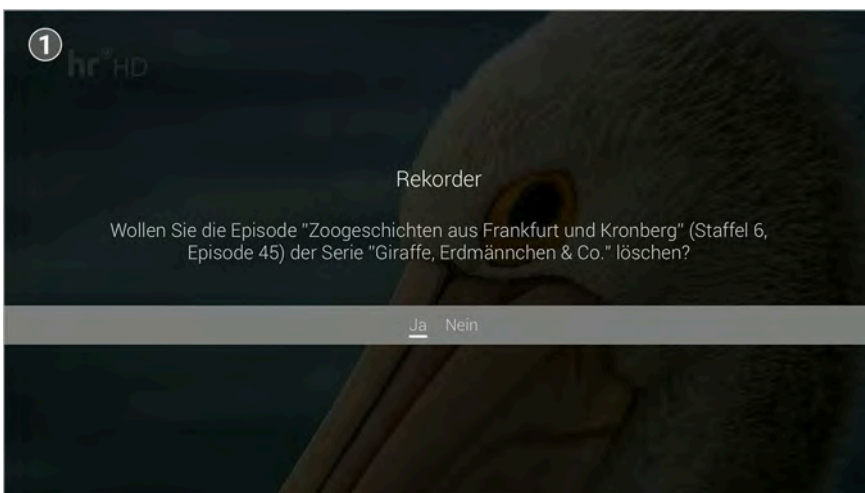 1
hr HD
Rekorder
Wollen Sie die Episode "Zoogeschichten aus Frankfurt und Kronberg" (Staffel 6,
Episode 45) der Serie "Giraffe, Erdmännchen & Co." löschen?
Ja Nein